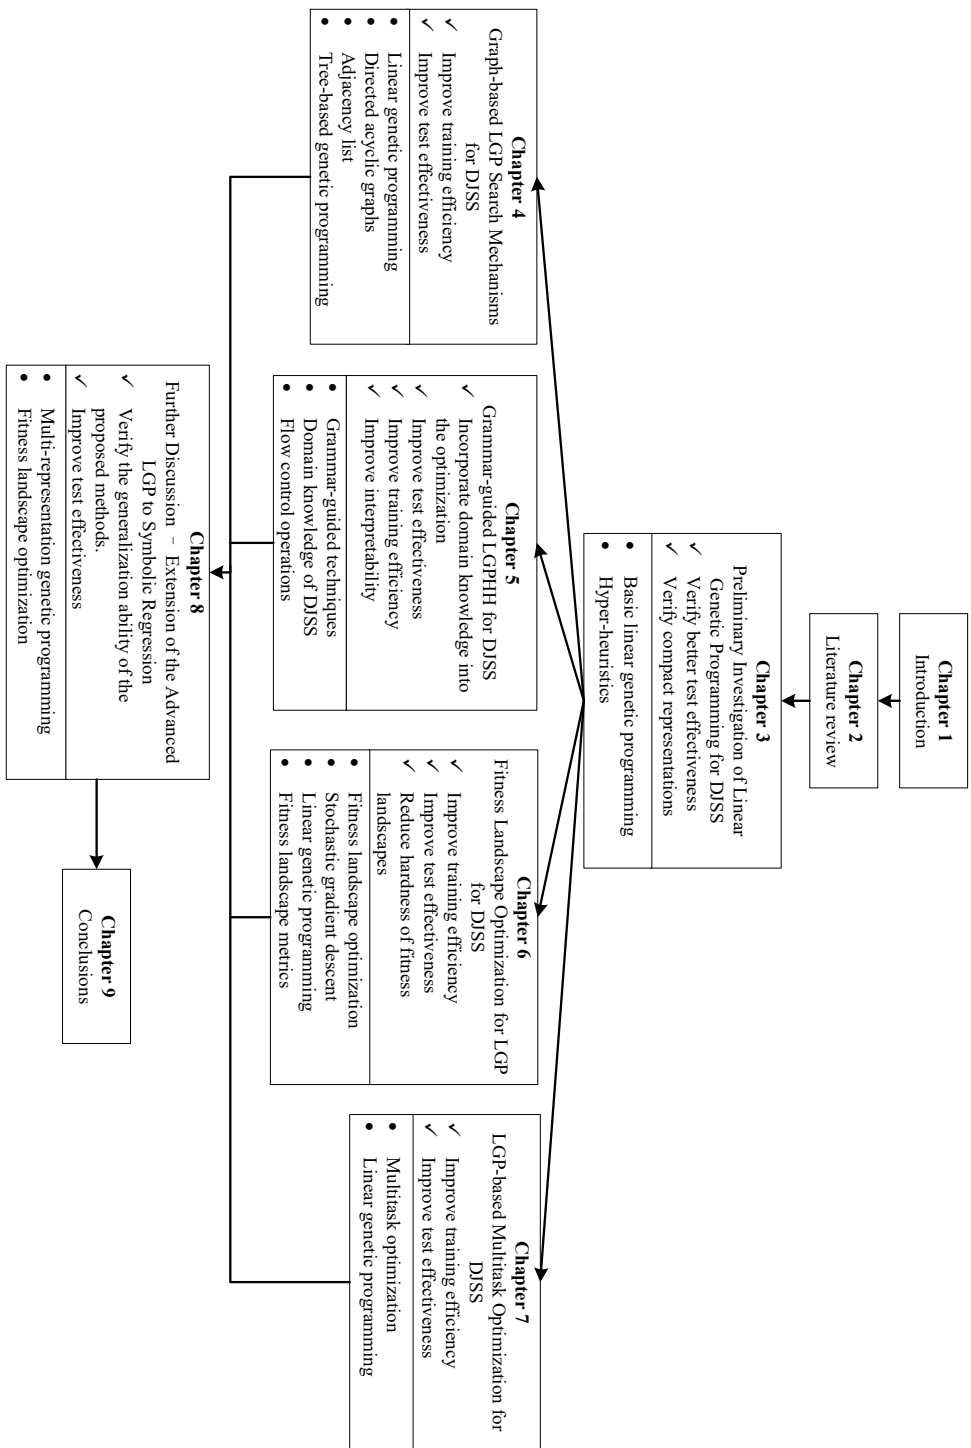 Chapter 1
Introduction
Chapter 2
Literature review
Chapter 3
Preliminary Investigation of Linear
Genetic Programming for DJSS
✓ Verify better test effectiveness
✓ Verify compact representations
• Basic linear genetic programming
• Hyper-heuristics
Chapter 4
Graph-based LGP Search Mechanisms
for DJSS
✓ Improve training efficiency
✓ Improve test effectiveness
• Linear genetic programming
• Directed acyclic graphs
• Adjacency list
• Tree-based genetic programming
Chapter 5
Grammar-guided LGPHH for DJSS
✓ Incorporate domain knowledge into
the optimization
✓ Improve test effectiveness
✓ Improve training efficiency
✓ Improve interpretability
• Grammar-guided techniques
• Domain knowledge of DJSS
• Flow control operations
Chapter 6
Fitness Landscape Optimization for LGP
for DJSS
✓ Improve training efficiency
✓ Improve test effectiveness
✓ Reduce hardness of fitness
landscapes
• Fitness landscape optimization
• Stochastic gradient descent
• Linear genetic programming
• Fitness landscape metrics
Chapter 7
LGP-based Multitask Optimization for
DJSS
✓ Improve training efficiency
✓ Improve test effectiveness
• Multitask optimization
• Linear genetic programming
Chapter 8
Further Discussion – Extension of the Advanced
LGP to Symbolic Regression
✓ Verify the generalization ability of the
proposed methods.
✓ Improve test effectiveness
• Multi-representation genetic programming
• Fitness landscape optimization
Chapter 9
Conclusions